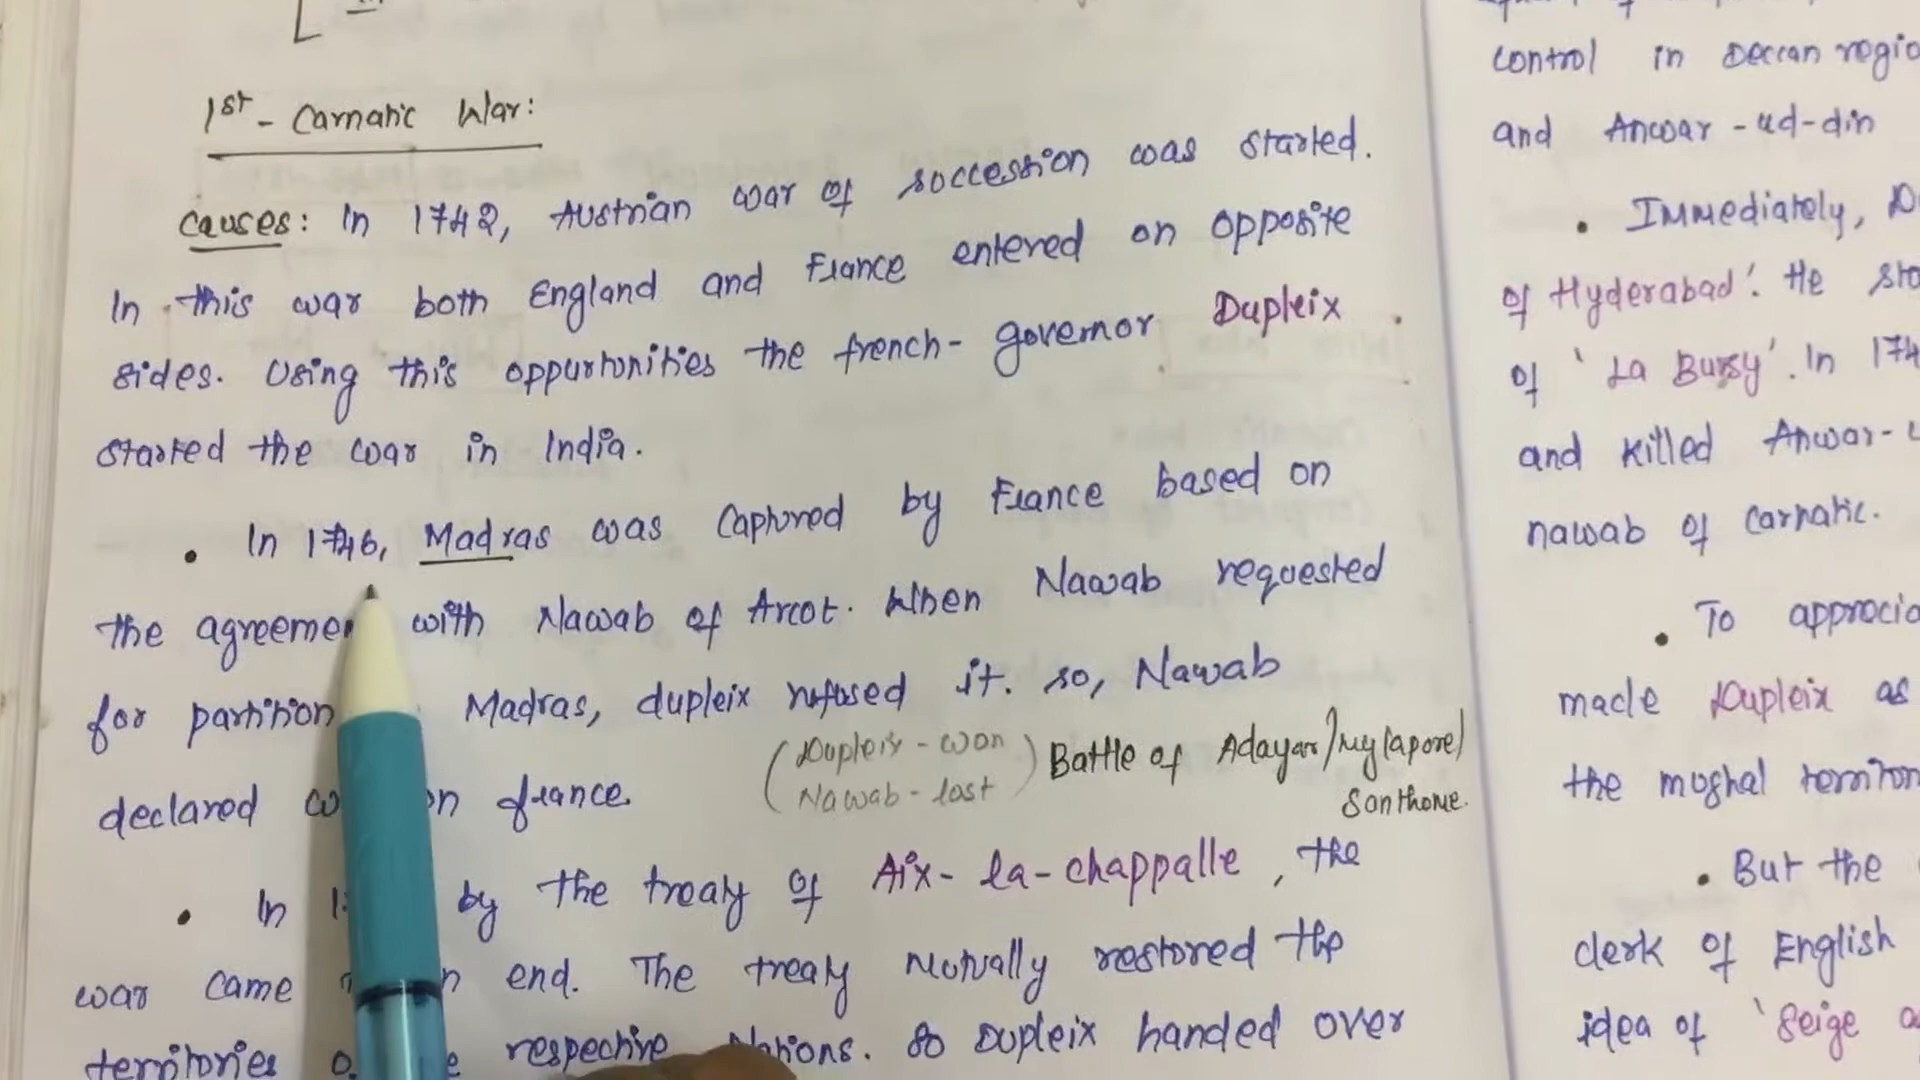 1st - Carnatic War:
Causes: In 1742, Austrian war of soccession was started.
In this war both England and France entered on opposite
sides. Using this oppurtunities the french- governor Dupleix
started the war in India.
• In 1746, Madras was captured by France based on
the agreemen with Nawab of Arcot. When Nawab requested
for partition Madras, dupleix refused it. so, Nawab
(Dupleix - won Nawab - lost) Battle of Adayar/mylapore/
Santhome.
declared on france.
• In by the treaty of Aix- la- chappalle, the
war came end. The treaty mutually restored the
territories respective nations. So Dupleix handed over
control in Deccan regio
and Anwar - ud - din
• Immediately, D
of Hyderabad'. He sto
of 'La Bussy'. In 174
and killed Anwar- u
nawab of Carnatic.
• To apprecia
made Dupleix as
the mughal territon
• But the
clerk of English
idea of 'Seige a